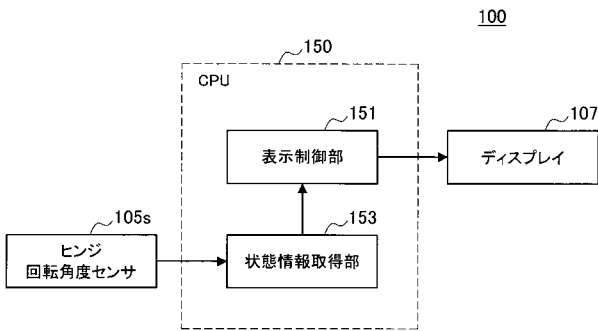 100
150
CPU
151
表示制御部
107
ディスプレイ
105s
ヒンジ
回転角度センサ
153
状態情報取得部